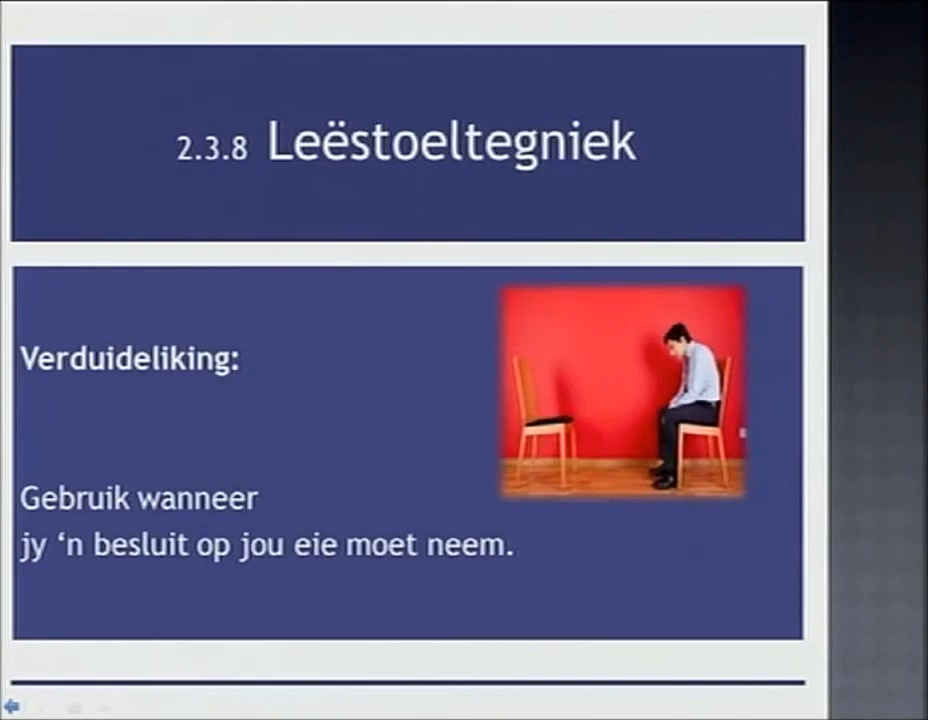 2.3.8 Leëstoeltegniek
Verduideliking:
Gebruik wanneer
jy ‘n besluit op jou eie moet neem.